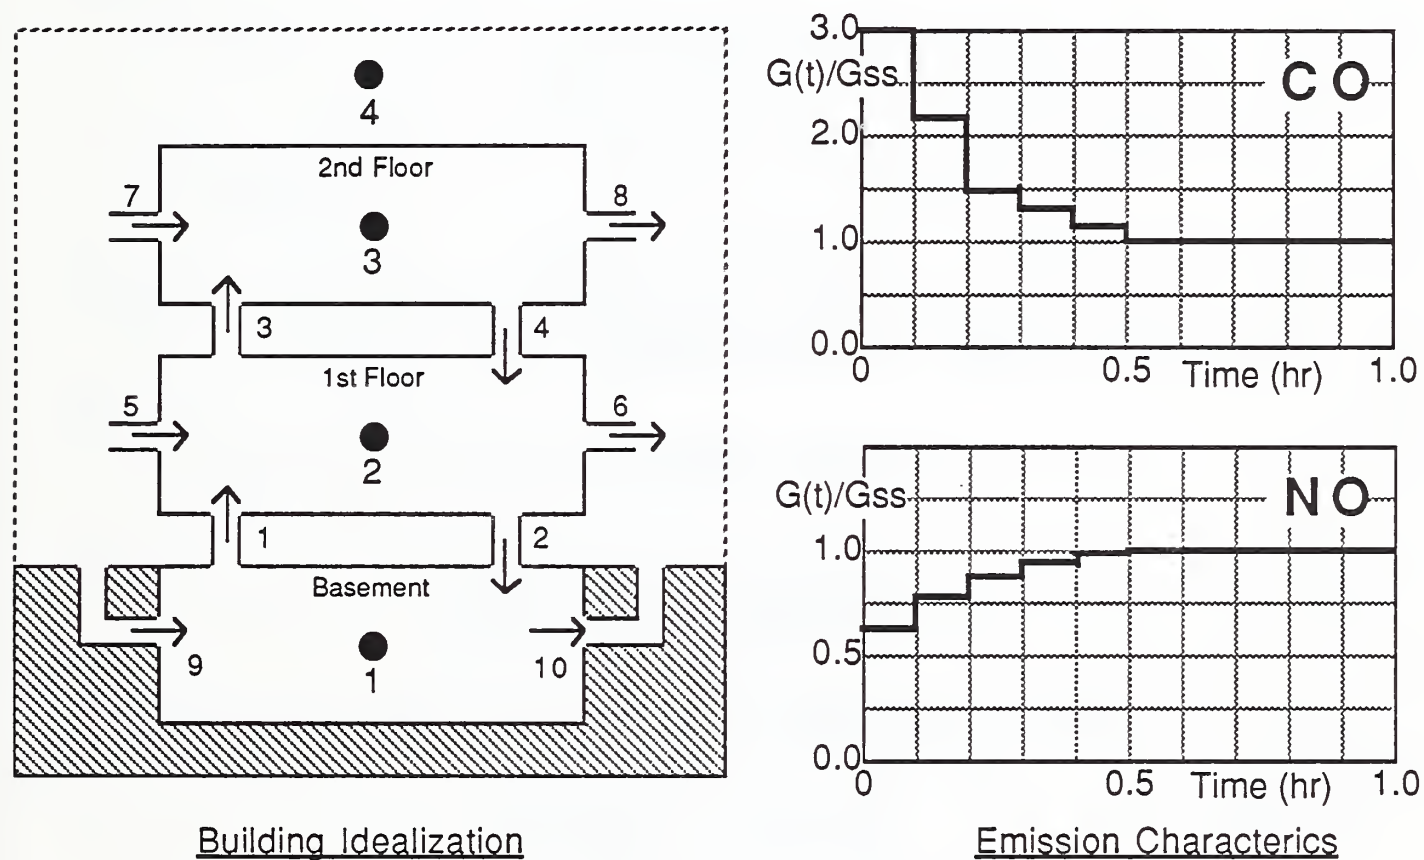 4
2nd Floor
7
8
3
3
4
1st Floor
5
6
2
1
2
Basement
9
10
1
Building Idealization
3.0
G(t)/Gss
CO
2.0
1.0
0.0
0
0.5
Time (hr)
1.0
G(t)/Gss
NO
1.0
0.5
0.0
0
0.5
Time (hr)
1.0
Emission Characterics